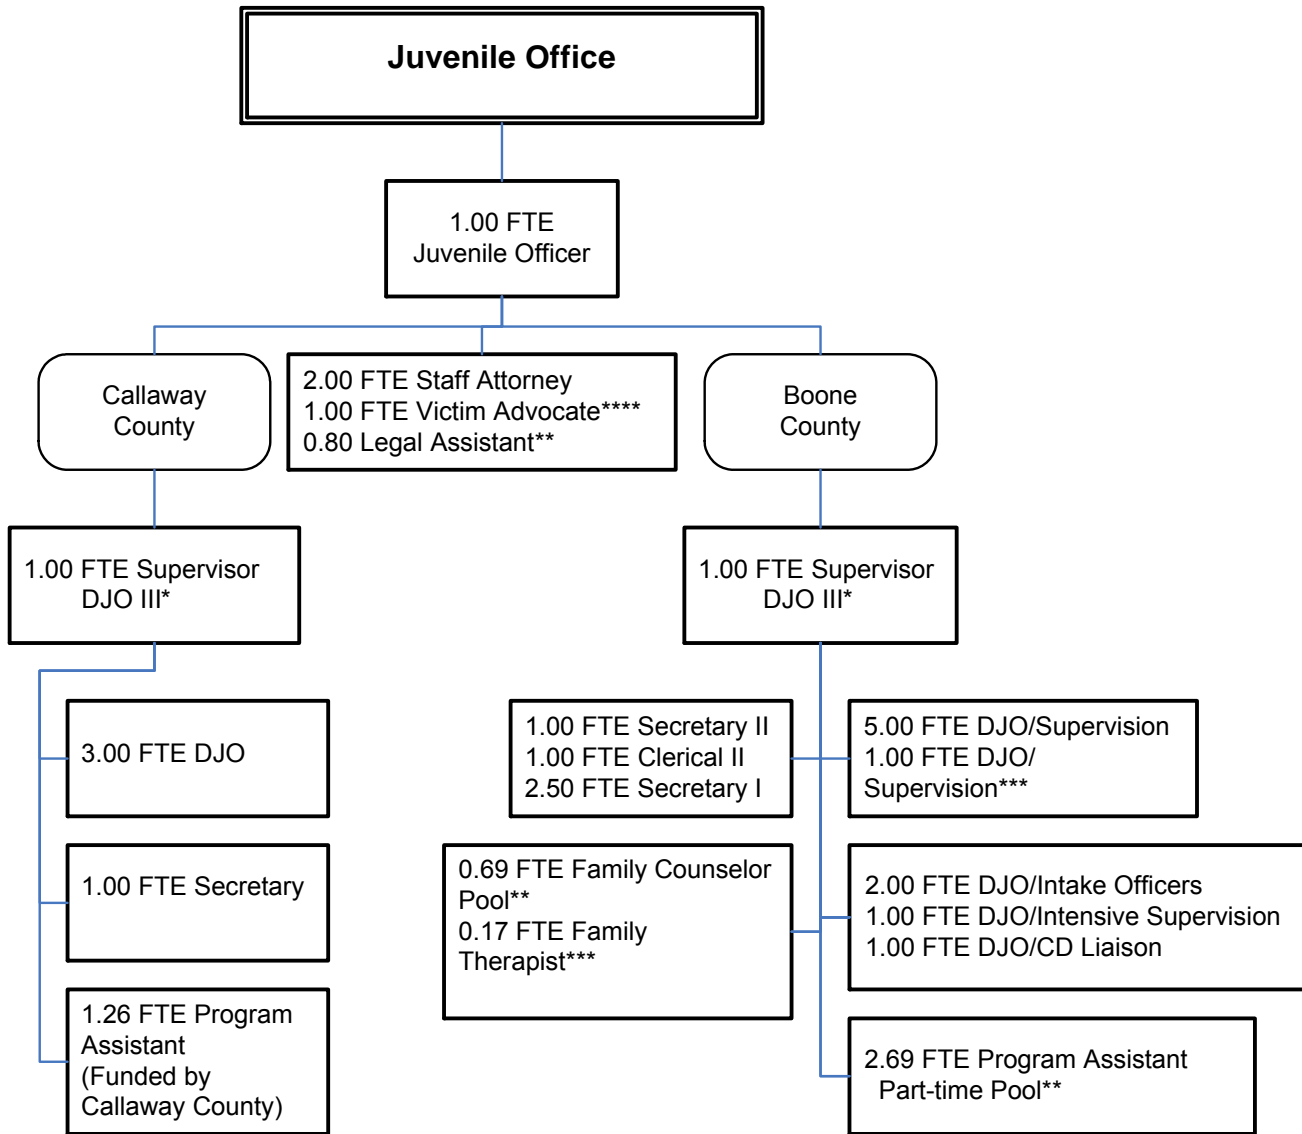 Juvenile Office
1.00 FTE
Juvenile Officer
Callaway
County
2.00 FTE Staff Attorney
1.00 FTE Victim Advocate****
0.80 Legal Assistant**
Boone
County
1.00 FTE Supervisor
DJO III*
1.00 FTE Supervisor
DJO III*
3.00 FTE DJO
1.00 FTE Secretary
1.26 FTE Program
Assistant
(Funded by
Callaway County)
1.00 FTE Secretary II
1.00 FTE Clerical II
2.50 FTE Secretary I
5.00 FTE DJO/Supervision
1.00 FTE DJO/
Supervision***
0.69 FTE Family Counselor
Pool**
0.17 FTE Family
Therapist***
2.00 FTE DJO/Intake Officers
1.00 FTE DJO/Intensive Supervision
1.00 FTE DJO/CD Liaison
2.69 FTE Program Assistant
Part-time Pool**